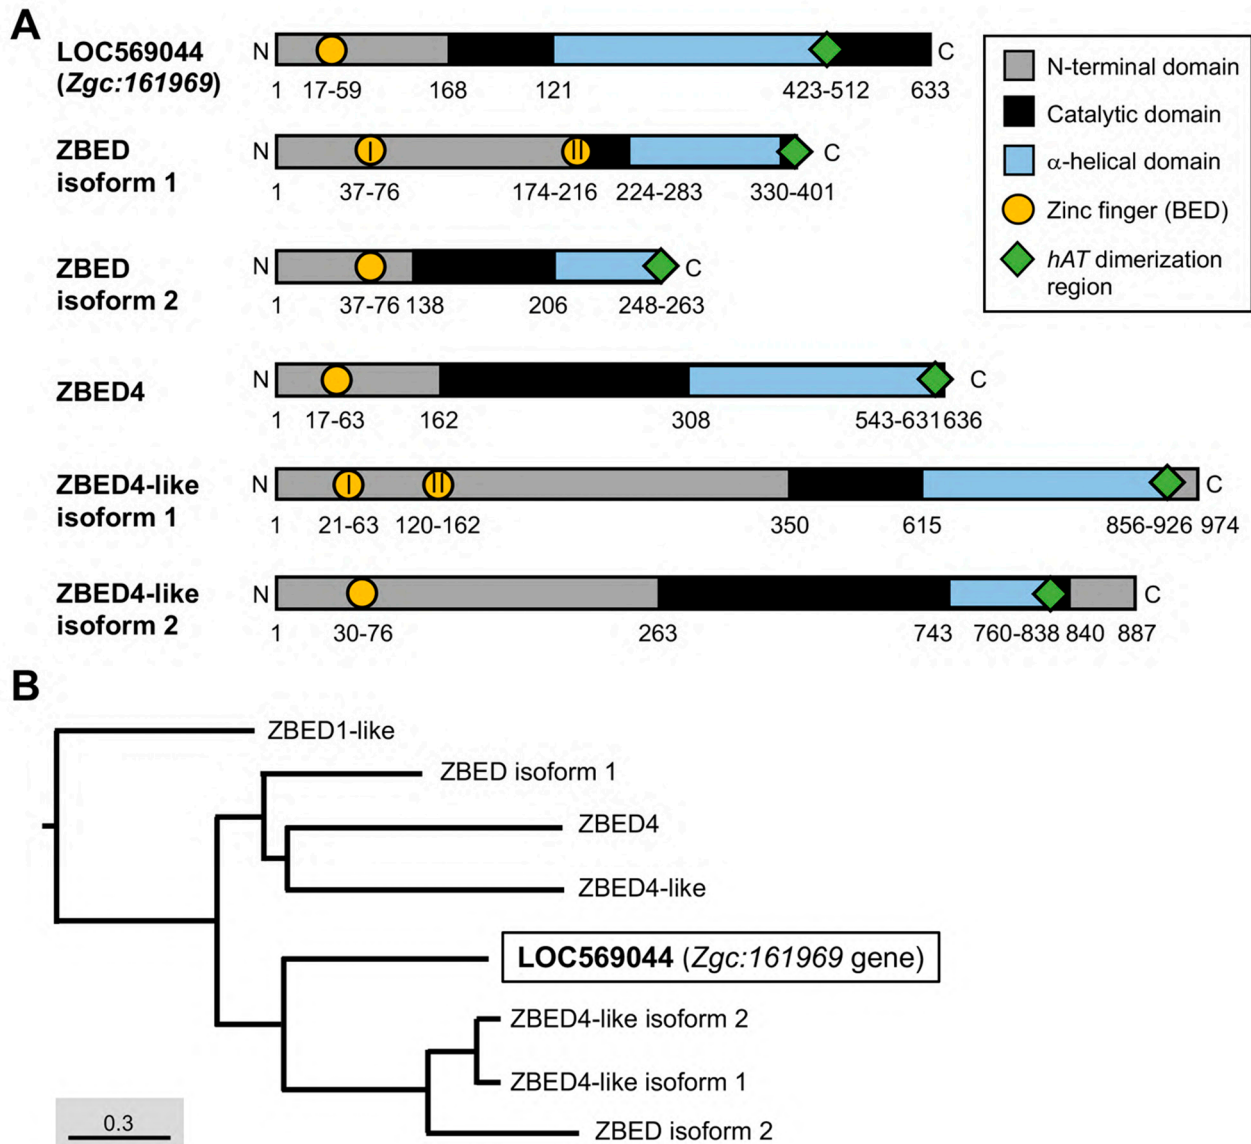 A
LOC569044
(Zgc:161969)
N C
1 17-59 168 121 423-512 633
ZBED
isoform 1
N I II C
1 37-76 174-216 224-283 330-401
ZBED
isoform 2
N C
1 37-76 138 206 248-263
ZBED4
N C
1 17-63 162 308 543-631 636
ZBED4-like
isoform 1
N I II C
1 21-63 120-162 350 615 856-926 974
ZBED4-like
isoform 2
N C
1 30-76 263 743 760-838 840 887
N-terminal domain
Catalytic domain
α-helical domain
Zinc finger (BED)
hAT dimerization
region
B
ZBED1-like
ZBED isoform 1
ZBED4
ZBED4-like
LOC569044 (Zgc:161969 gene)
ZBED4-like isoform 2
ZBED4-like isoform 1
ZBED isoform 2
0.3